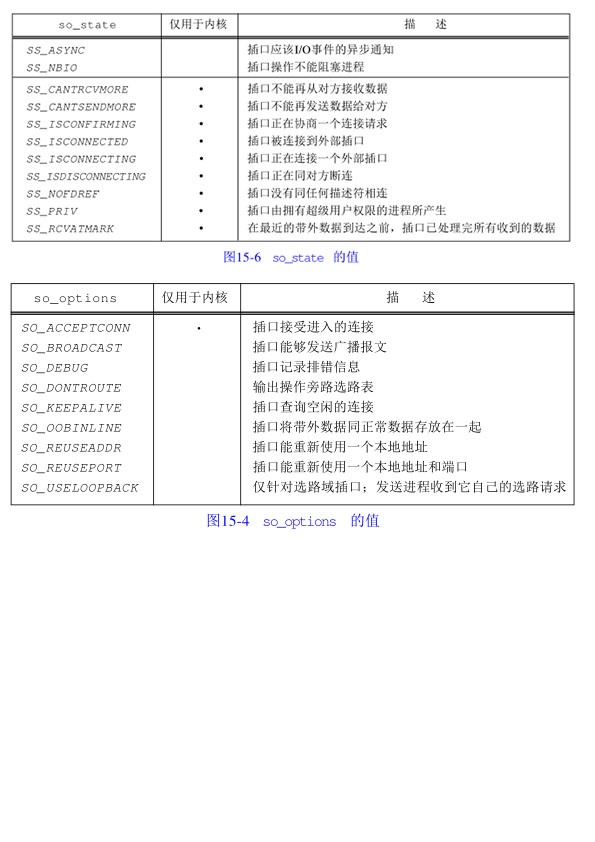 so_state 仅用于内核 描 述
SS_ASYNC 插口应该I/O事件的异步通知
SS_NBIO 插口操作不能阻塞进程
SS_CANTRCVMORE • 插口不能再从对方接收数据
SS_CANTSENDMORE • 插口不能再发送数据给对方
SS_ISCONFIRMING • 插口正在协商一个连接请求
SS_ISCONNECTED • 插口被连接到外部插口
SS_ISCONNECTING • 插口正在连接一个外部插口
SS_ISDISCONNECTING • 插口正在同对方断连
SS_NOFDREF • 插口没有同任何描述符相连
SS_PRIV • 插口由拥有超级用户权限的进程所产生
SS_RCVATMARK • 在最近的带外数据到达之前，插口已处理完所有收到的数据
图15-6 so_state 的值
so_options 仅用于内核 描 述
SO_ACCEPTCONN • 插口接受进入的连接
SO_BROADCAST 插口能够发送广播报文
SO_DEBUG 插口记录排错信息
SO_DONTROUTE 输出操作旁路选路表
SO_KEEPALIVE 插口查询空闲的连接
SO_OOBINLINE 插口将带外数据同正常数据存放在一起
SO_REUSEADDR 插口能重新使用一个本地地址
SO_REUSEPORT 插口能重新使用一个本地地址和端口
SO_USELOOPBACK 仅针对选路域插口；发送进程收到它自己的选路请求
图15-4 so_options 的值